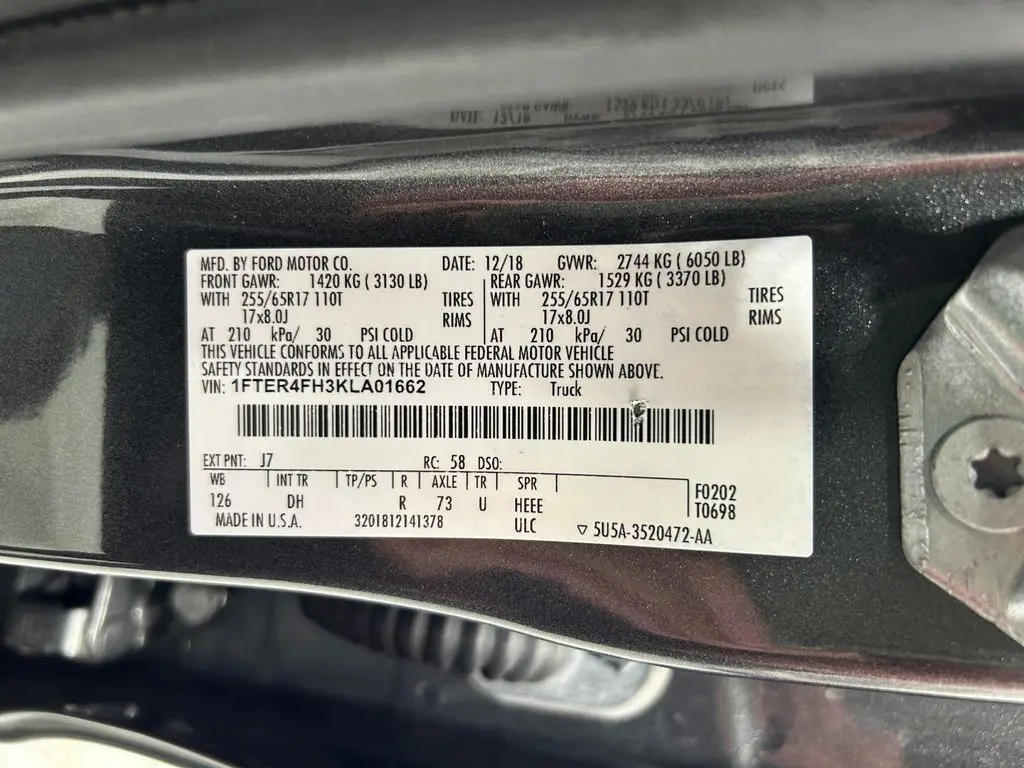 MFD. BY FORD MOTOR CO. DATE: 12/18 GVWR: 2744 KG ( 6050 LB)
FRONT GAWR: 1420 KG ( 3130 LB) REAR GAWR: 1529 KG ( 3370 LB)
WITH 255/65R17 110T TIRES WITH 255/65R17 110T TIRES
17x8.0J RIMS 17x8.0J RIMS
AT 210 kPa/ 30 PSI COLD AT 210 kPa/ 30 PSI COLD
THIS VEHICLE CONFORMS TO ALL APPLICABLE FEDERAL MOTOR VEHICLE
SAFETY STANDARDS IN EFFECT ON THE DATE OF MANUFACTURE SHOWN ABOVE.
VIN: 1FTER4FH3KLA01662 TYPE: Truck
EXT PNT: J7 RC: 58 DSO:
WB INT TR TP/PS R AXLE TR SPR F0202
126 DH R 73 U HEEE T0698
MADE IN U.S.A. 3201812141378 ULC ▽ 5U5A-3520472-AA